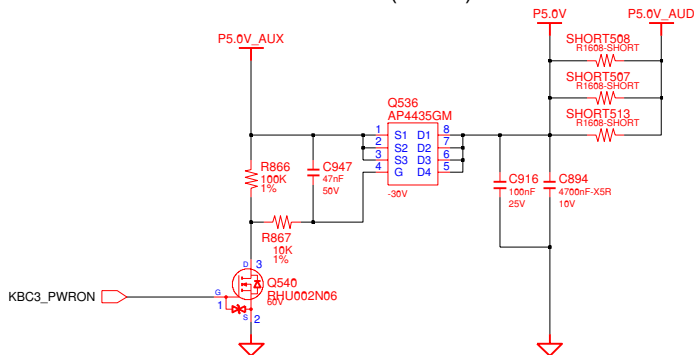 P5.0V
P5.0V_AUD
P5.0V_AUX
SHORT508
R1608-SHORT
SHORT507
R1608-SHORT
SHORT513
R1608-SHORT
Q536
AP4435GM
1 S1 D1 8
2 S2 D2 7
3 S3 D3 6
4 G D4 5
-30V
R866
100K
1%
C947
47nF
50V
C916
100nF
25V
C894
4700nF-X5R
10V
R867
10K
1%
D 3
Q540
RHU002N06
60V
KBC3_PWRON
G
1
S 2